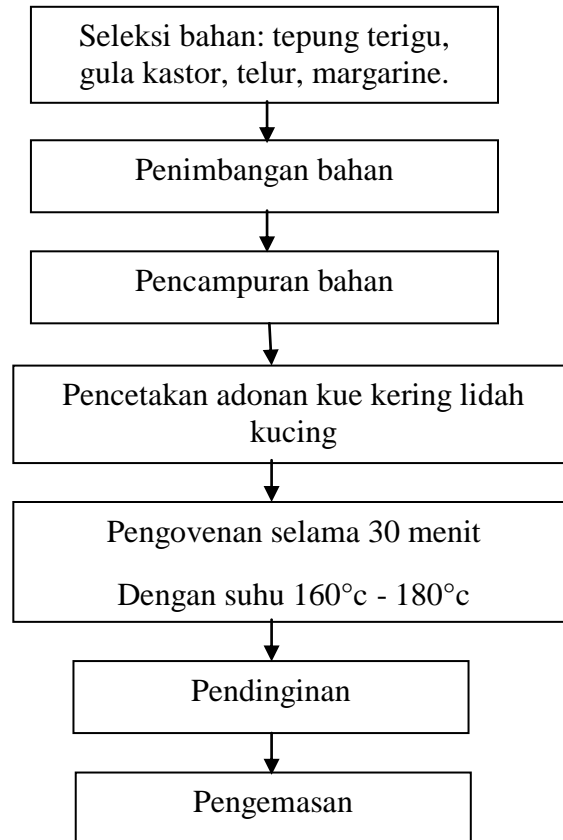 Seleksi bahan: tepung terigu,
gula kastor, telur, margarine.
Penimbangan bahan
Pencampuran bahan
Pencetakan adonan kue kering lidah
kucing
Pengovenan selama 30 menit
Dengan suhu 160°c - 180°c
Pendinginan
Pengemasan